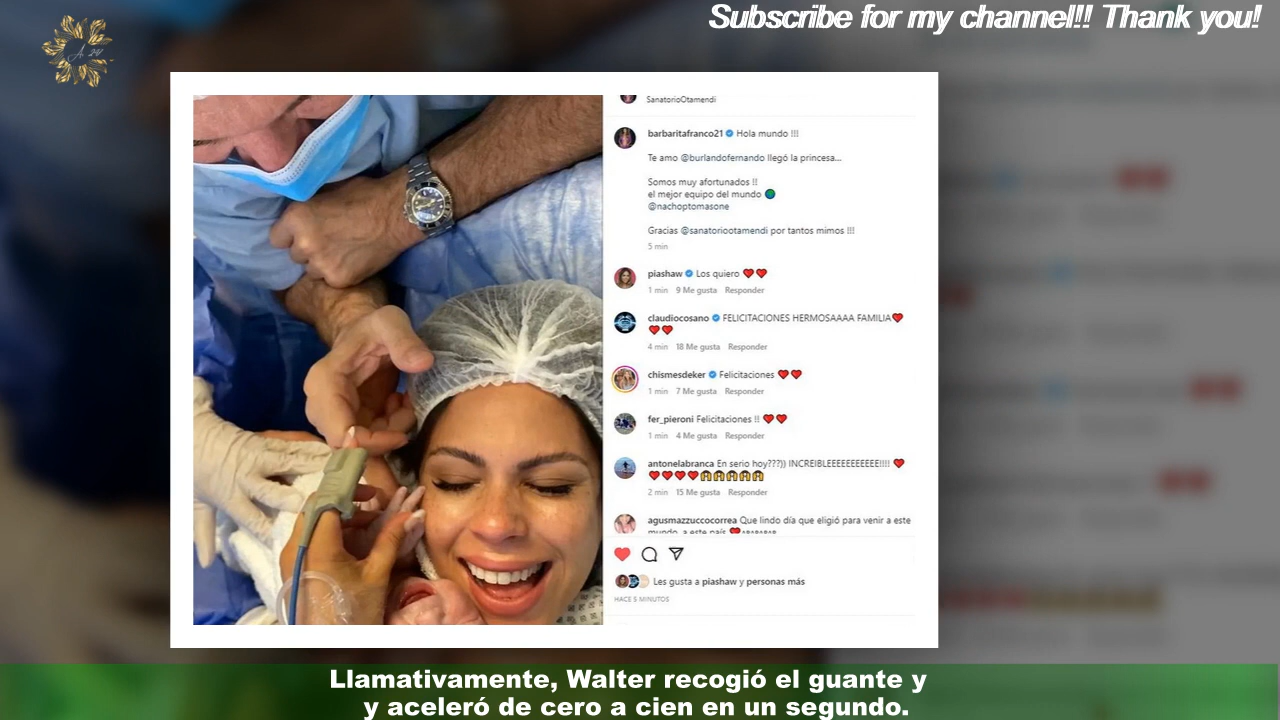 Subscribe for my channel!! Thank you!
A 24/
SanatorioOtamendi
barbaritafranco21 Hola mundo !!!
Te amo @burlandofernando llegó la princesa...
Somos muy afortunados !!
el mejor equipo del mundo
@nachoptomasone
Gracias @sanatoriootamendi por tantos mimos !!!
5 min
piashaw Los quiero
1 min 9 Me gusta Responder
claudiocosano FELICITACIONES HERMOSAAAA FAMILIA
4 min 18 Me gusta Responder
chismesdeker Felicitaciones
1 min 7 Me gusta Responder
fer_pieroni Felicitaciones !!
1 min 4 Me gusta Responder
antonelabranca En serio hoy???)) INCREIBLEEEEEEEEEEE!!!!
2 min 15 Me gusta Responder
agusmazzuccocorrea Que lindo día que eligió para venir a este
mundo, a este país
Les gusta a piashaw y personas más
HACE 5 MINUTOS
Llamativamente, Walter recogió el guante y
y aceleró de cero a cien en un segundo.